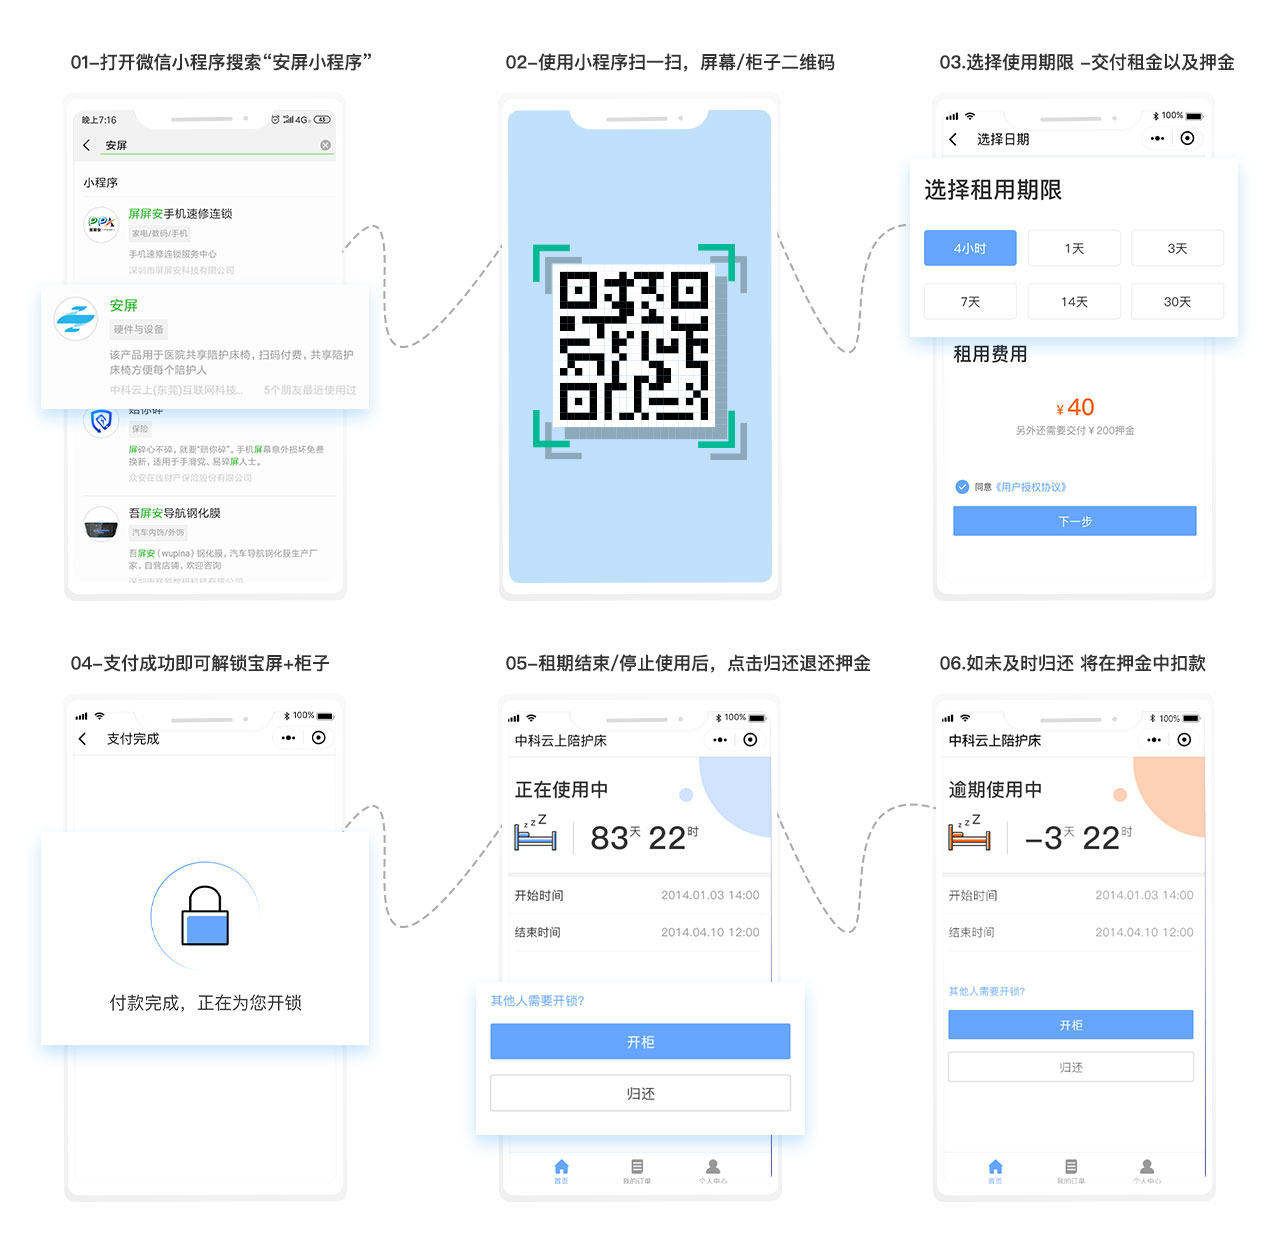 01-打开微信小程序搜索“安屏小程序”
02-使用小程序扫一扫，屏幕/柜子二维码
03.选择使用期限 -交付租金以及押金
晚上7:16
4G
安屏
小程序
屏屏安手机速修连锁
家电/数码/手机
手机速修连锁服务中心
深圳市屏屏安科技有限公司
安屏
硬件与设备
该产品用于医院共享陪护床椅，扫码付费，共享陪护
床椅方便每个陪护人
中科云上(东莞)互联网科技... 5个朋友最近使用过
赔你碎
保险
屏碎心不碎，就要“赔你碎”。手机屏幕意外损坏免费
换新，适用于手滑党、易碎屏人士。
众安在线财产保险股份有限公司
吾屏安导航钢化膜
汽车内饰/外饰
吾屏安（wupina）钢化膜，汽车导航钢化膜生产厂
家，自营店铺，欢迎咨询
100%
选择日期
选择租用期限
4小时 1天 3天
7天 14天 30天
租用费用
¥40
另外还需要交付 ¥ 200押金
同意《用户授权协议》
下一步
04-支付成功即可解锁宝屏+柜子
05-租期结束/停止使用后，点击归还退还押金
06.如未及时归还 将在押金中扣款
100%
支付完成
付款完成，正在为您开锁
100%
中科云上陪护床
正在使用中
z z Z
83天 22时
开始时间 2014.01.03 14:00
结束时间 2014.04.10 12:00
其他人需要开锁?
开柜
归还
首页 我的订单 个人中心
100%
中科云上陪护床
逾期使用中
z z Z
-3天 22时
开始时间 2014.01.03 14:00
结束时间 2014.04.10 12:00
其他人需要开锁?
开柜
归还
首页 我的订单 个人中心